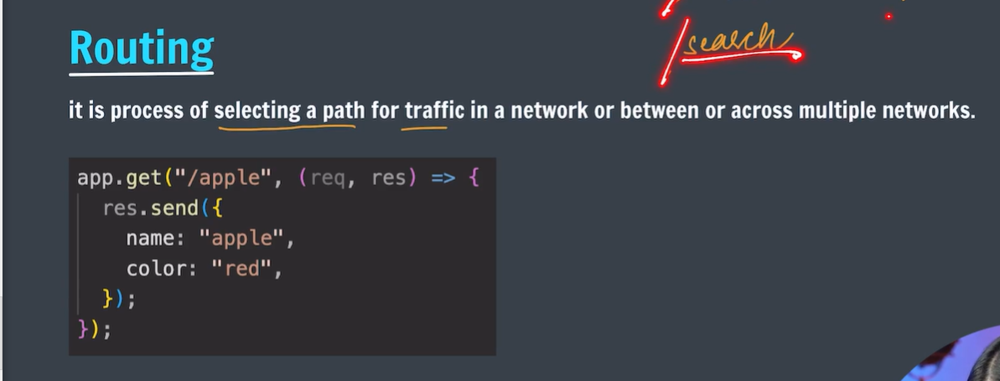 Routing
/search
it is process of selecting a path for traffic in a network or between or across multiple networks.
app.get("/apple", (req, res) => {
  res.send({
    name: "apple",
    color: "red",
  });
});